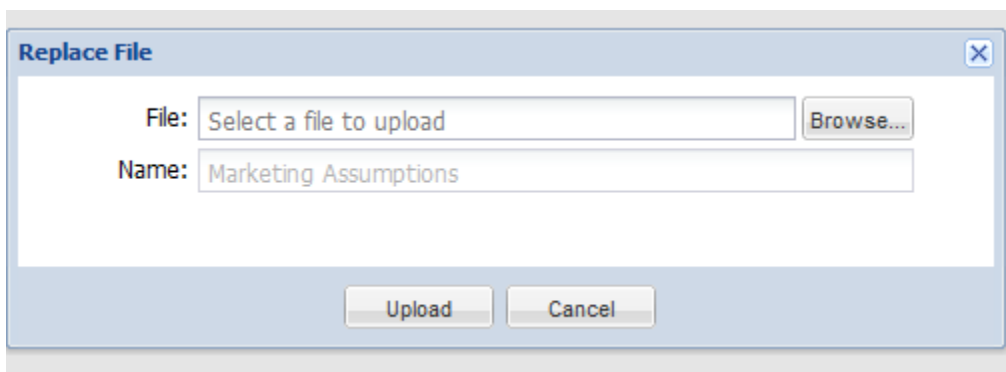 Replace File
File: Select a file to upload Browse...
Name: Marketing Assumptions
Upload Cancel